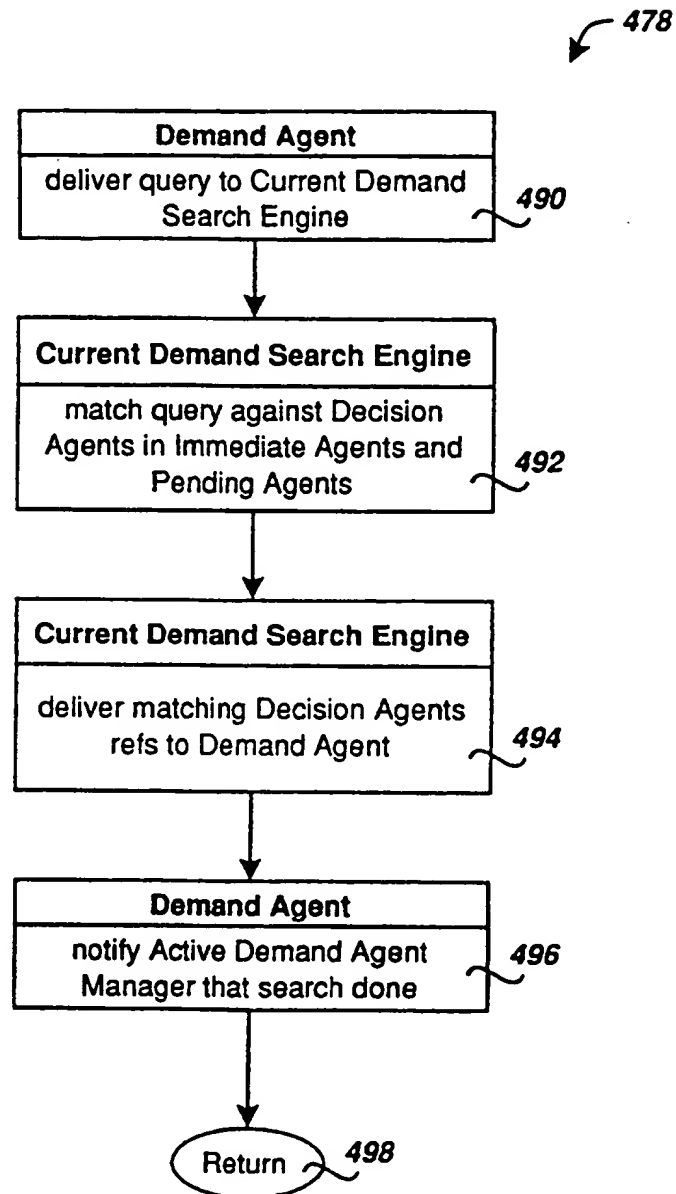 478
Demand Agent
deliver query to Current Demand
Search Engine
490
Current Demand Search Engine
match query against Decision
Agents in Immediate Agents and
Pending Agents
492
Current Demand Search Engine
deliver matching Decision Agents
refs to Demand Agent
494
Demand Agent
notify Active Demand Agent
Manager that search done
496
Return
498